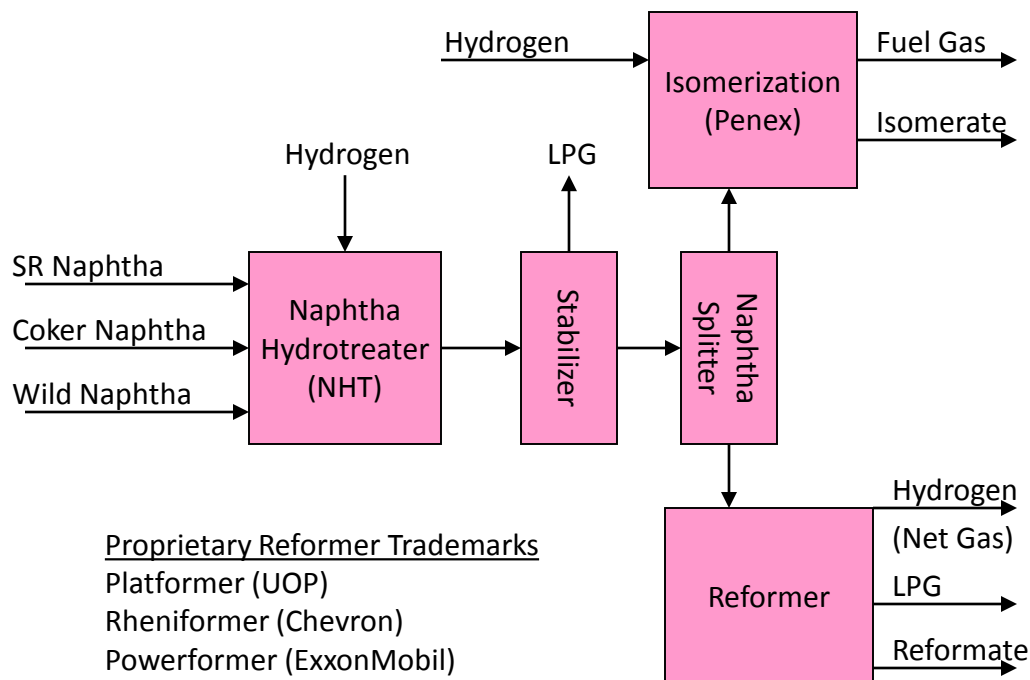 Hydrogen
Isomerization
(Penex)
Fuel Gas
Isomerate
Hydrogen
LPG
SR Naphtha
Coker Naphtha
Wild Naphtha
Naphtha
Hydrotreater
(NHT)
Stabilizer
Naphtha
Splitter
Proprietary Reformer Trademarks
Platformer (UOP)
Rheniformer (Chevron)
Powerformer (ExxonMobil)
Reformer
Hydrogen
(Net Gas)
LPG
Reformate